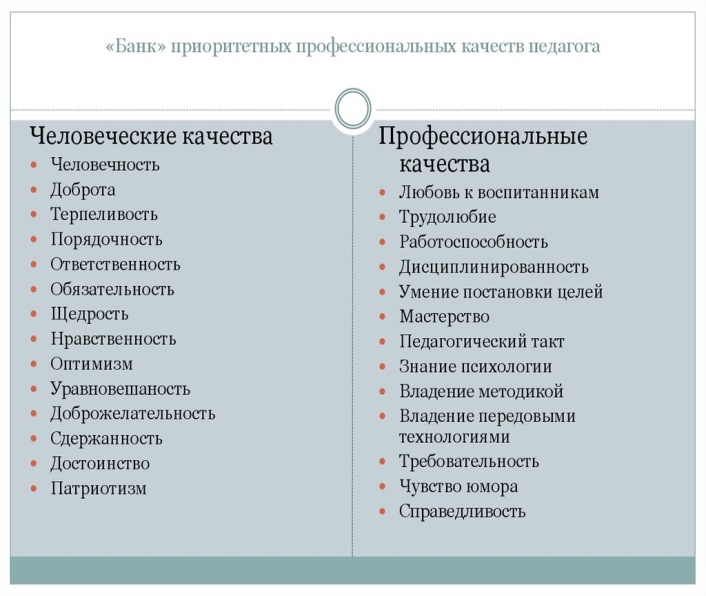 «Банк» приоритетных профессиональных качеств педагога
Человеческие качества
Человечность
Доброта
Терпеливость
Порядочность
Ответственность
Обязательность
Щедрость
Нравственность
Оптимизм
Уравновешаность
Доброжелательность
Сдержанность
Достоинство
Патриотизм
Профессиональные
качества
Любовь к воспитанникам
Трудолюбие
Работоспособность
Дисциплинированность
Умение постановки целей
Мастерство
Педагогический такт
Знание психологии
Владение методикой
Владение передовыми
технологиями
Требовательность
Чувство юмора
Справедливость